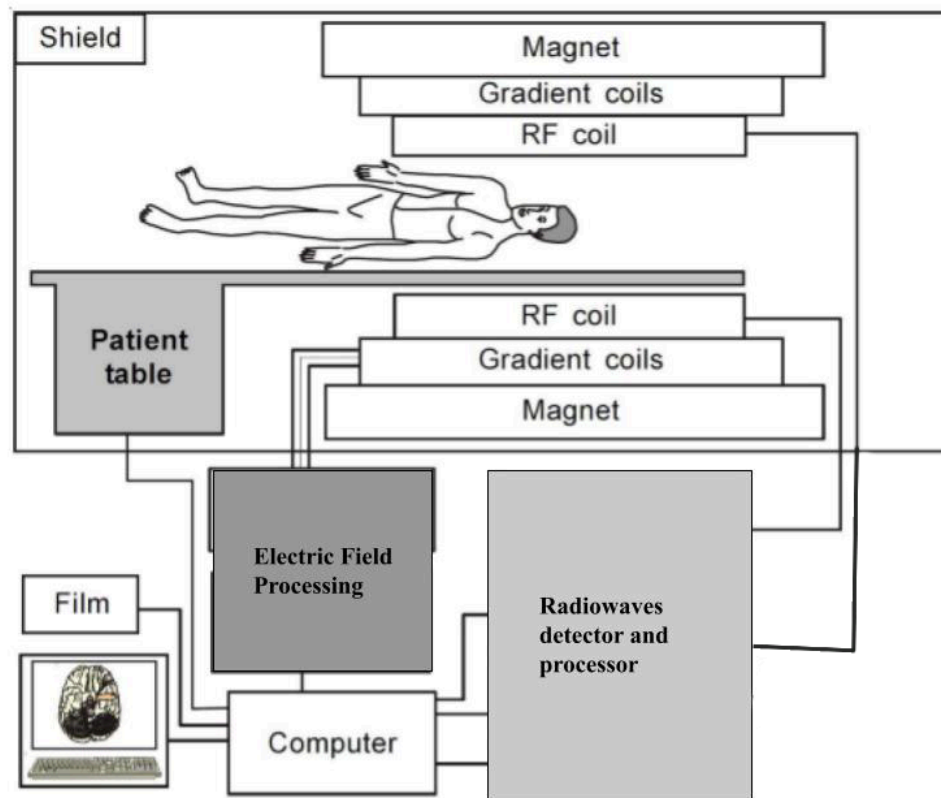 Shield
Magnet
Gradient coils
RF coil
Patient
table
RF coil
Gradient coils
Magnet
Electric Field
Processing
Radiowaves
detector and
processor
Film
Computer